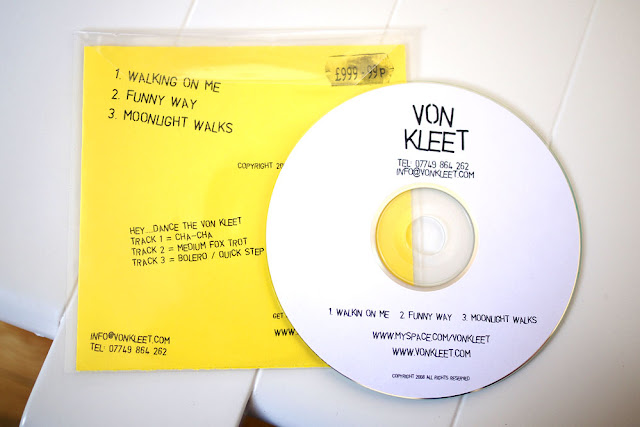 1. WALKING ON ME
2. FUNNY WAY
3. MOONLIGHT WALKS
£999.99P
COPYRIGHT 20
HEY....DANCE THE VON KLEET
TRACK 1 = CHA-CHA
TRACK 2 = MEDIUM FOX TROT
TRACK 3 = BOLERO / QUICK STEP
GET
WWW.
INFO@VONKLEET.COM
TEL: 07749 864 262
VON
KLEET
TEL: 07749 864 262
INFO@VONKLEET.COM
1. WALKIN ON ME 2. FUNNY WAY 3. MOONLIGHT WALKS
WWW.MYSPACE.COM/VONKLEET
WWW.VONKLEET.COM
COPYRIGHT 2008 ALL RIGHTS RESERVED